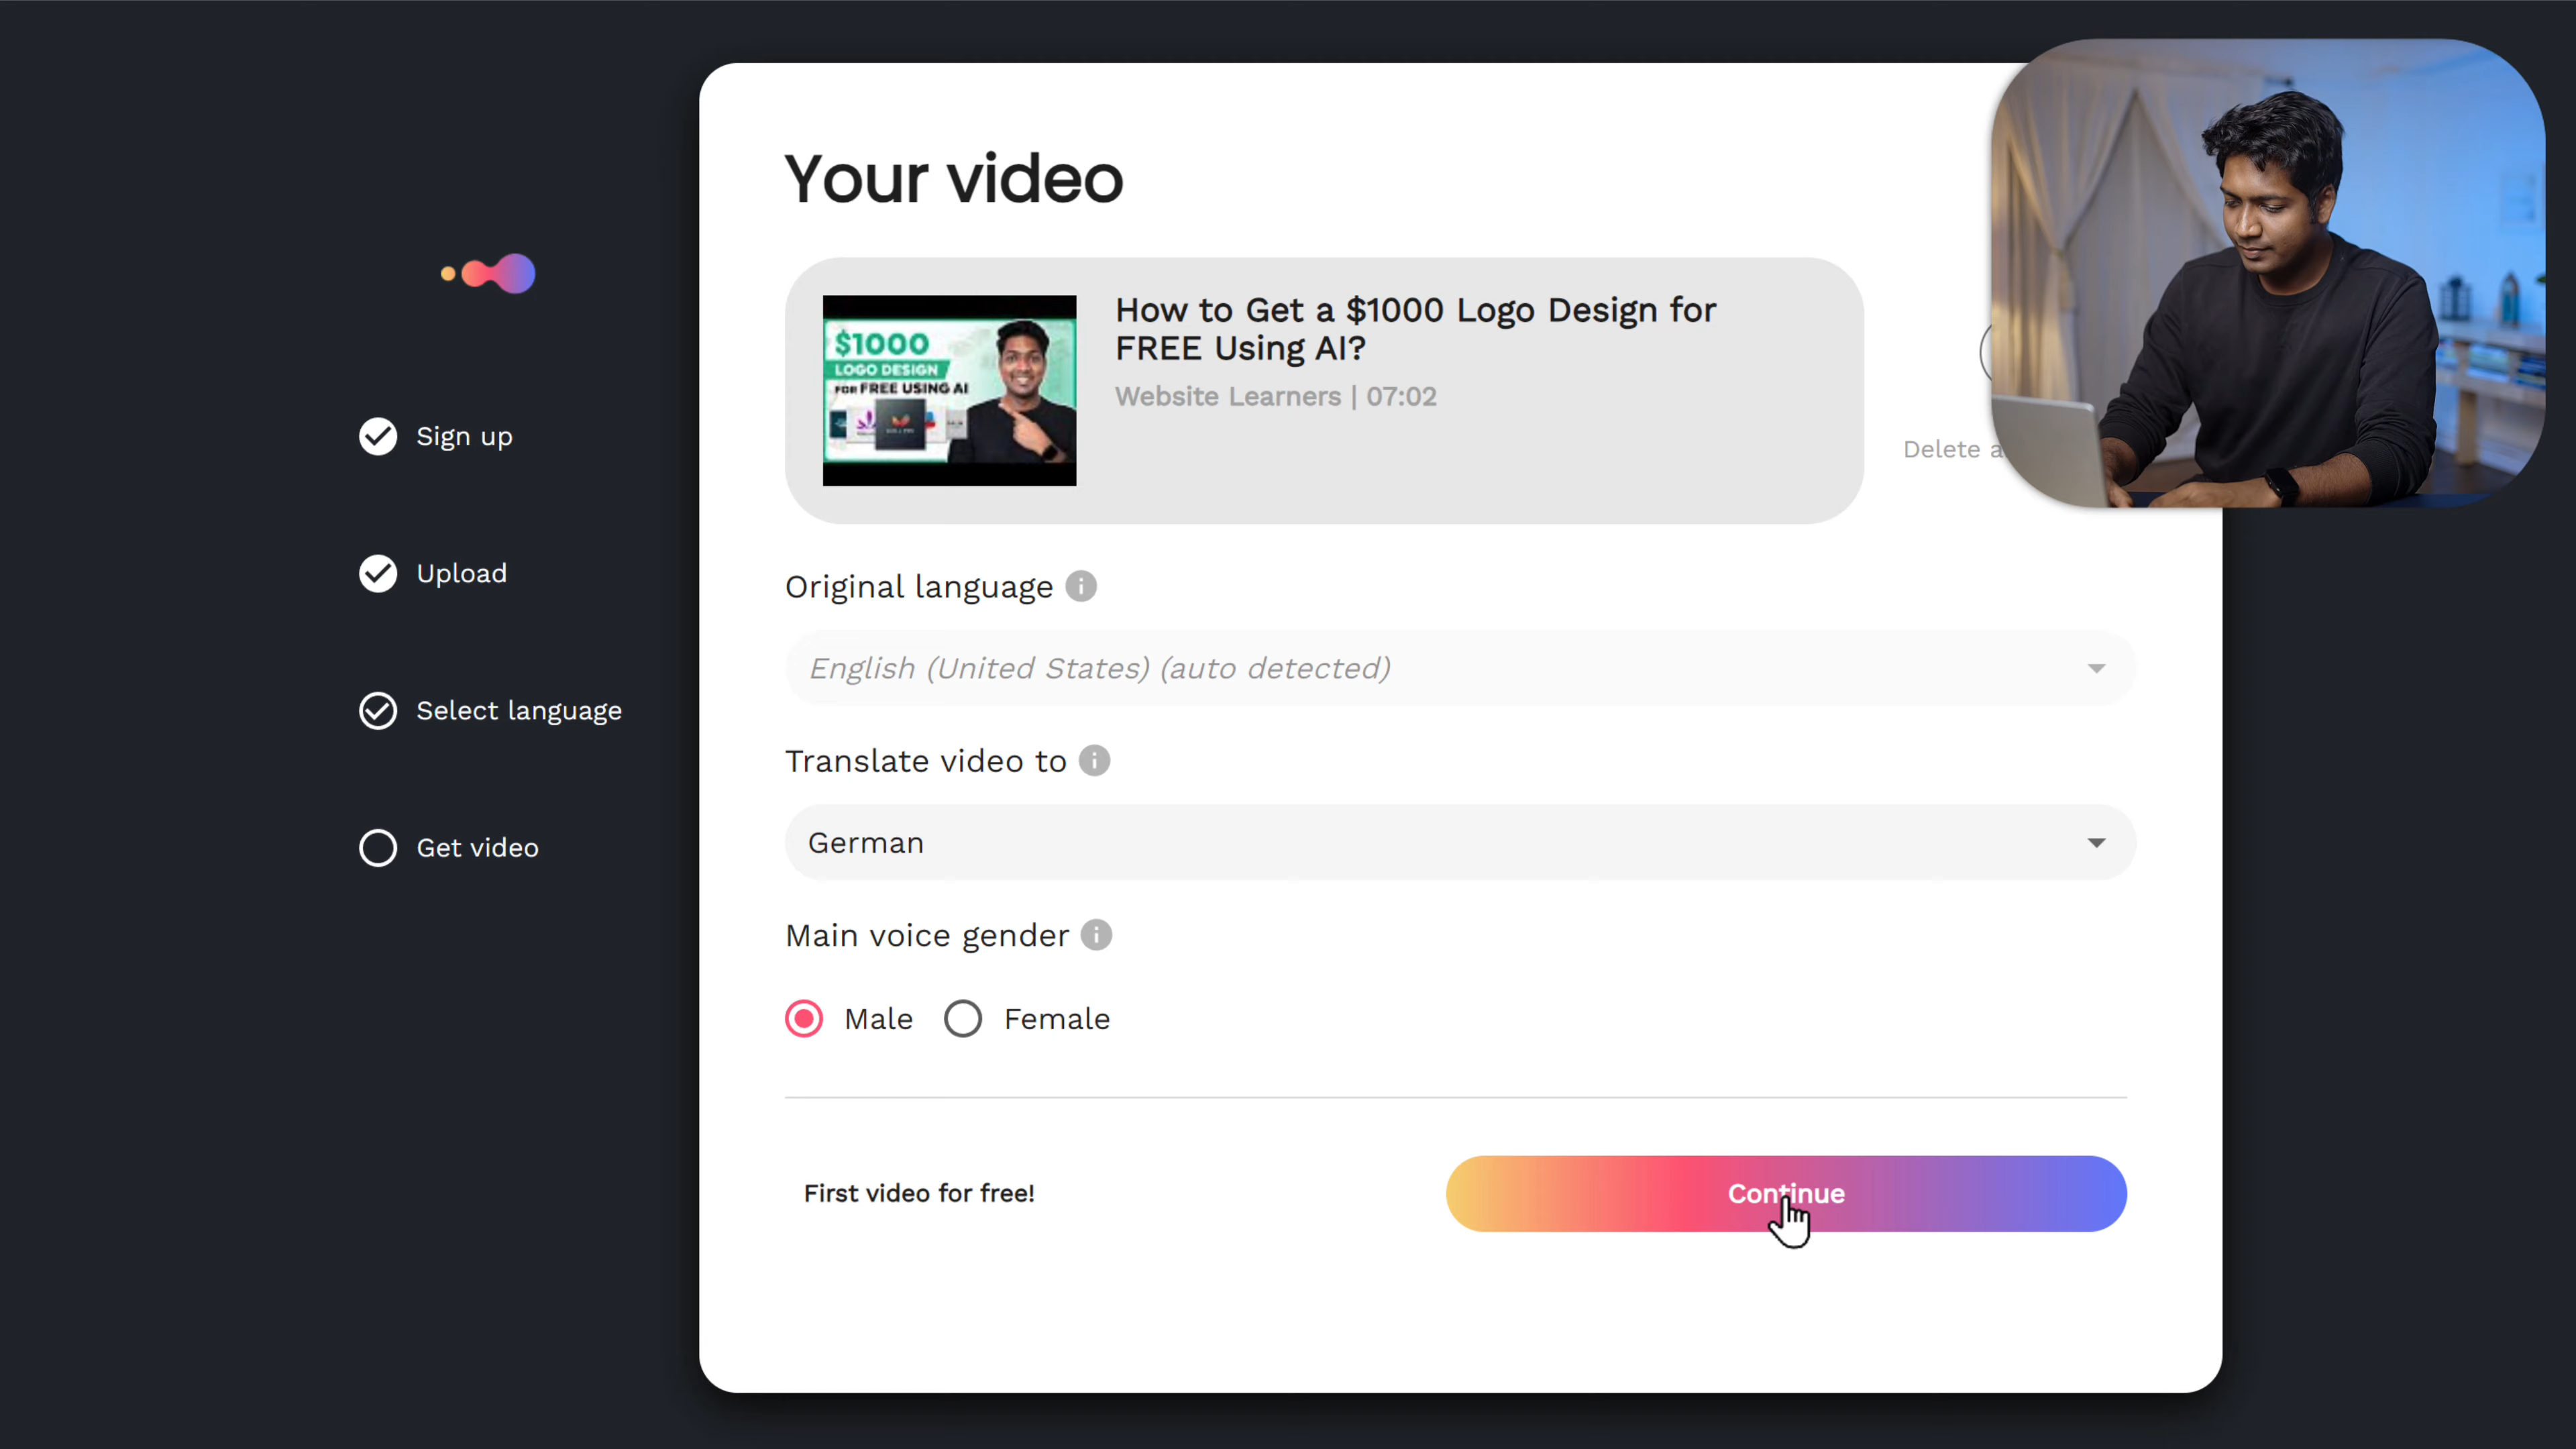 Your video
$1000
LOGO DESIGN
FOR FREE USING AI
How to Get a $1000 Logo Design for
FREE Using AI?
Website Learners | 07:02
Delete
Sign up
Upload
Select language
Get video
Original language
English (United States) (auto detected)
Translate video to
German
Main voice gender
Male
Female
First video for free!
Continue